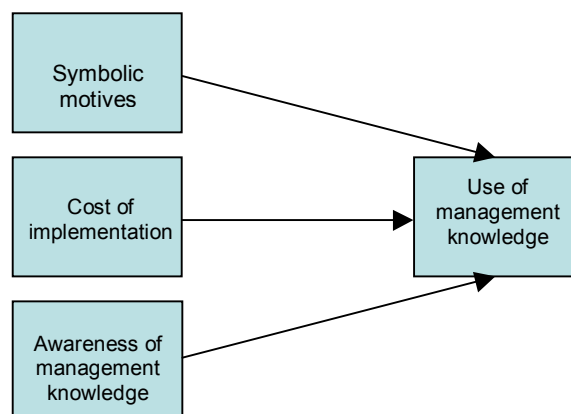 Symbolic
motives
Cost of
implementation
Awareness of
management
knowledge
Use of
management
knowledge